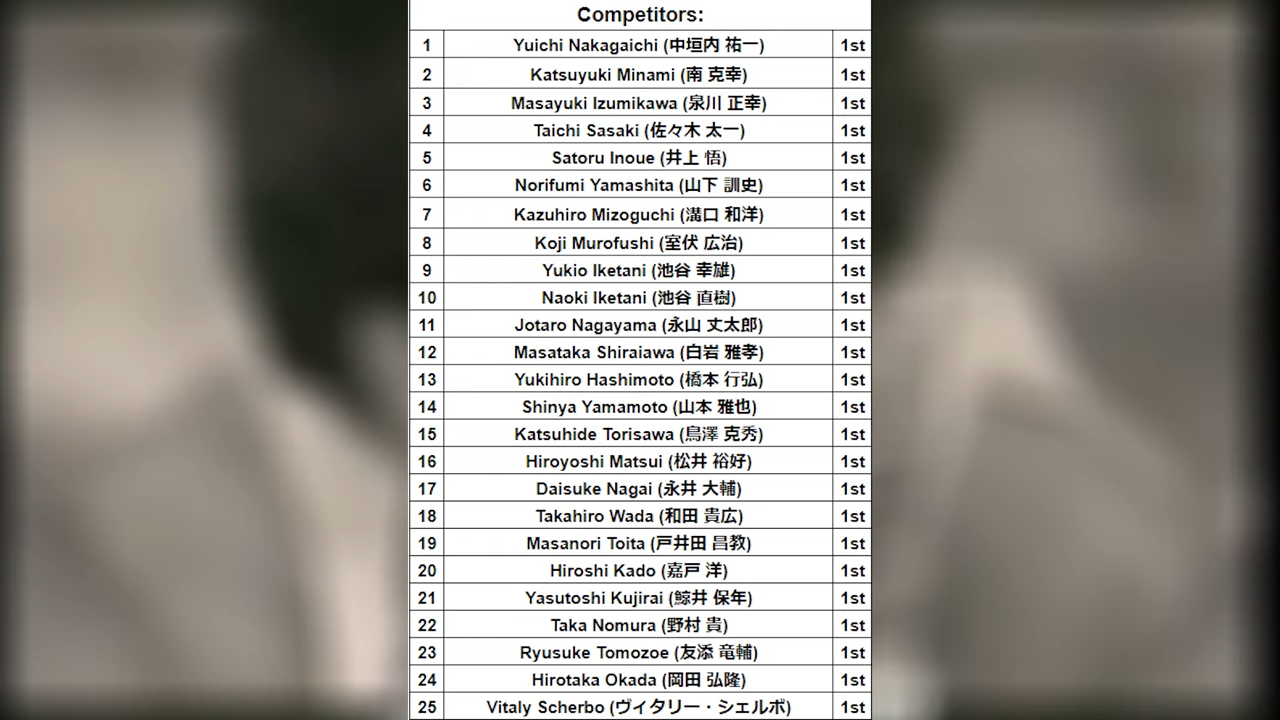 Competitors:
1 Yuichi Nakagaichi (中垣内 祐一) 1st
2 Katsuyuki Minami (南 克幸) 1st
3 Masayuki Izumikawa (泉川 正幸) 1st
4 Taichi Sasaki (佐々木 太一) 1st
5 Satoru Inoue (井上 悟) 1st
6 Norifumi Yamashita (山下 訓史) 1st
7 Kazuhiro Mizoguchi (溝口 和洋) 1st
8 Koji Murofushi (室伏 広治) 1st
9 Yukio Iketani (池谷 幸雄) 1st
10 Naoki Iketani (池谷 直樹) 1st
11 Jotaro Nagayama (永山 丈太郎) 1st
12 Masataka Shiraiawa (白岩 雅孝) 1st
13 Yukihiro Hashimoto (橋本 行弘) 1st
14 Shinya Yamamoto (山本 雅也) 1st
15 Katsuhide Torisawa (鳥澤 克秀) 1st
16 Hiroyoshi Matsui (松井 裕好) 1st
17 Daisuke Nagai (永井 大輔) 1st
18 Takahiro Wada (和田 貴広) 1st
19 Masanori Toita (戸井田 昌教) 1st
20 Hiroshi Kado (嘉戸 洋) 1st
21 Yasutoshi Kujirai (鯨井 保年) 1st
22 Taka Nomura (野村 貴) 1st
23 Ryusuke Tomozoe (友添 竜輔) 1st
24 Hirotaka Okada (岡田 弘隆) 1st
25 Vitaly Scherbo (ヴィタリー・シェルボ) 1st